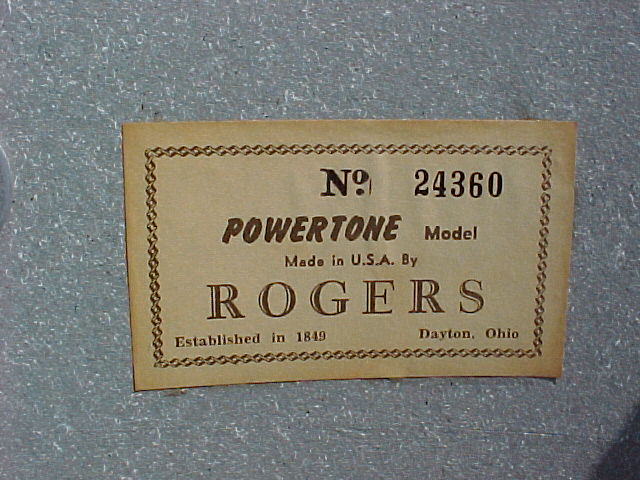 No. 24360
POWERTONE Model
Made in U.S.A. By
ROGERS
Established in 1849 Dayton, Ohio